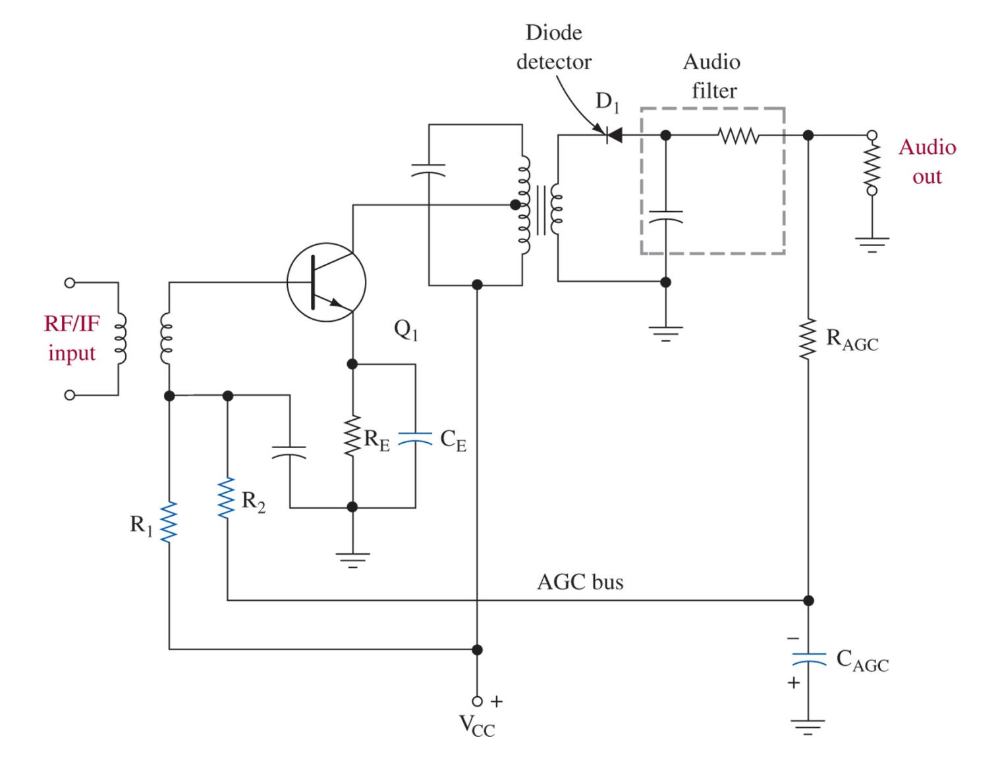 Diode
detector
Audio
filter
D1
Audio
out
RF/IF
input
Q1
RAGC
RE
CE
R2
R1
AGC bus
−
CAGC
+
+
VCC